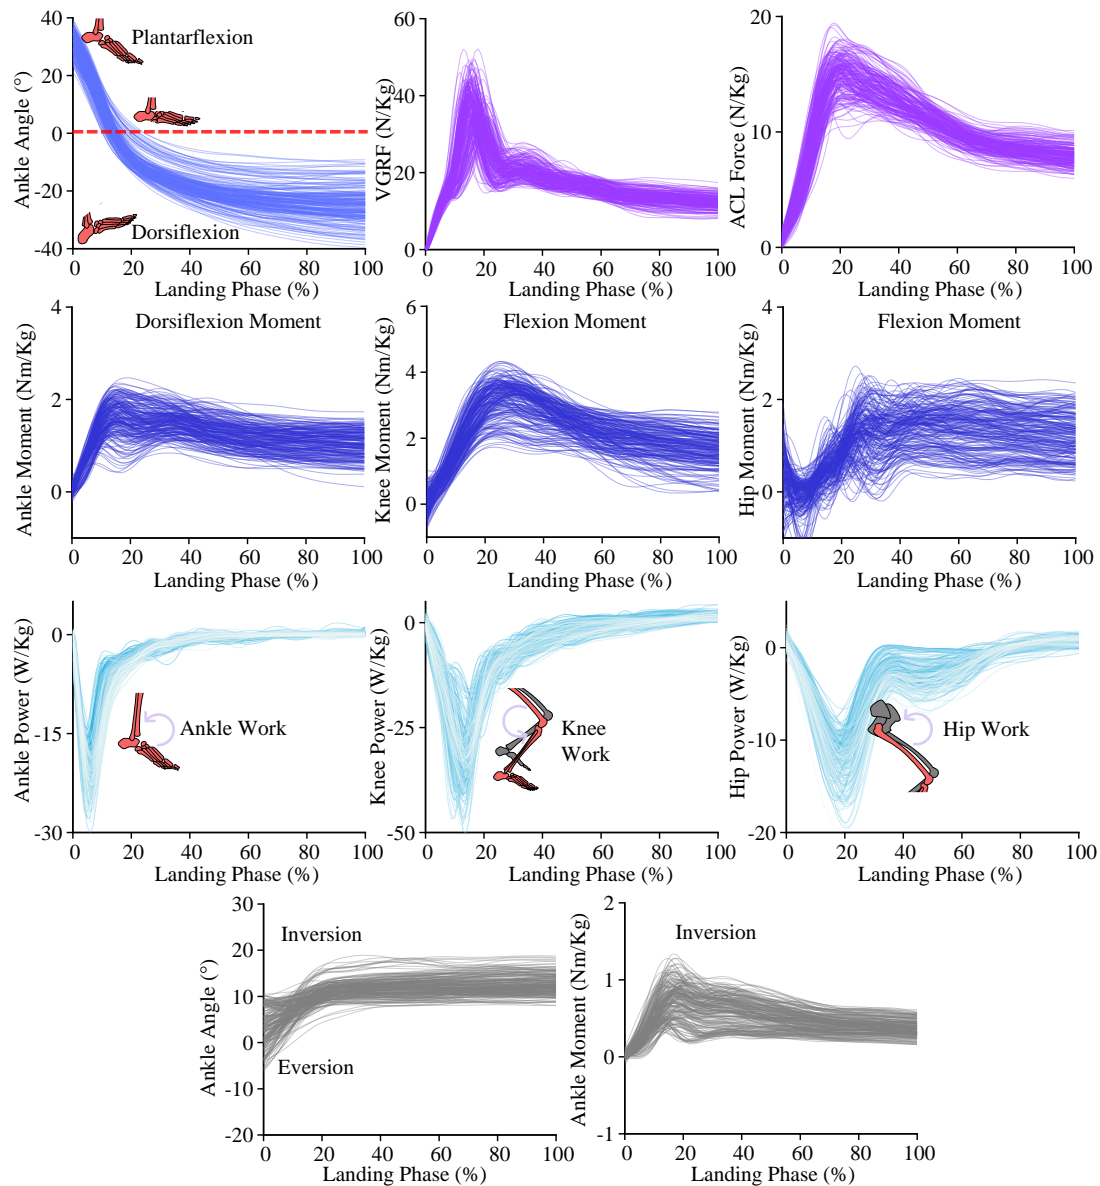 Ankle Angle (°)
40
20
0
-20
-40
Plantarflexion
Dorsiflexion
0 20 40 60 80 100
Landing Phase (%)
VGRF (N/Kg)
60
40
20
0
0 20 40 60 80 100
Landing Phase (%)
ACL Force (N/Kg)
20
10
0
0 20 40 60 80 100
Landing Phase (%)
Ankle Moment (Nm/Kg)
4
2
0
Dorsiflexion Moment
0 20 40 60 80 100
Landing Phase (%)
Knee Moment (Nm/Kg)
6
4
2
0
Flexion Moment
0 20 40 60 80 100
Landing Phase (%)
Hip Moment (Nm/Kg)
4
2
0
Flexion Moment
0 20 40 60 80 100
Landing Phase (%)
Ankle Power (W/Kg)
0
-15
-30
Ankle Work
0 20 40 60 80 100
Landing Phase (%)
Knee Power (W/Kg)
0
-25
-50
Knee
Work
0 20 40 60 80 100
Landing Phase (%)
Hip Power (W/Kg)
0
-10
-20
Hip Work
0 20 40 60 80 100
Landing Phase (%)
Ankle Angle (°)
30
20
10
0
-10
-20
Inversion
Eversion
0 20 40 60 80 100
Landing Phase (%)
Ankle Moment (Nm/Kg)
2
1
0
-1
Inversion
0 20 40 60 80 100
Landing Phase (%)